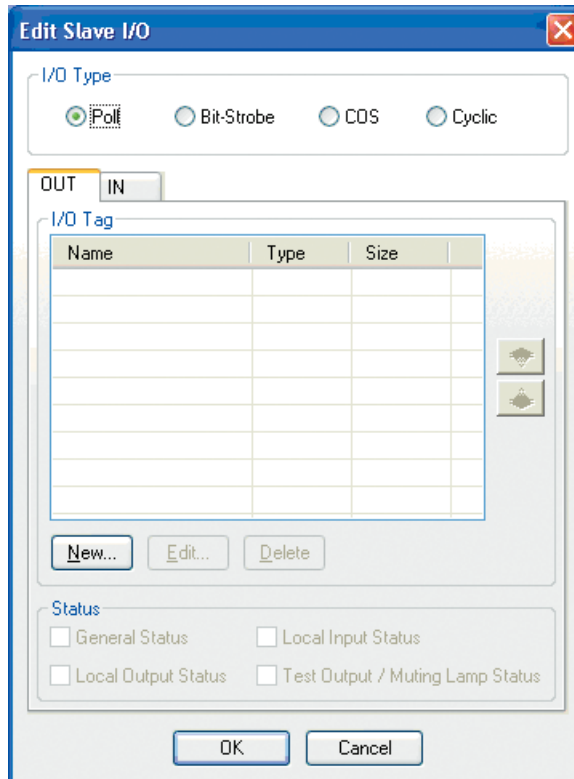 Edit Slave I/O
I/O Type
Poll Bit-Strobe COS Cyclic
OUT IN
I/O Tag
Name Type Size
New... Edit... Delete
Status
General Status Local Input Status
Local Output Status Test Output / Muting Lamp Status
OK Cancel